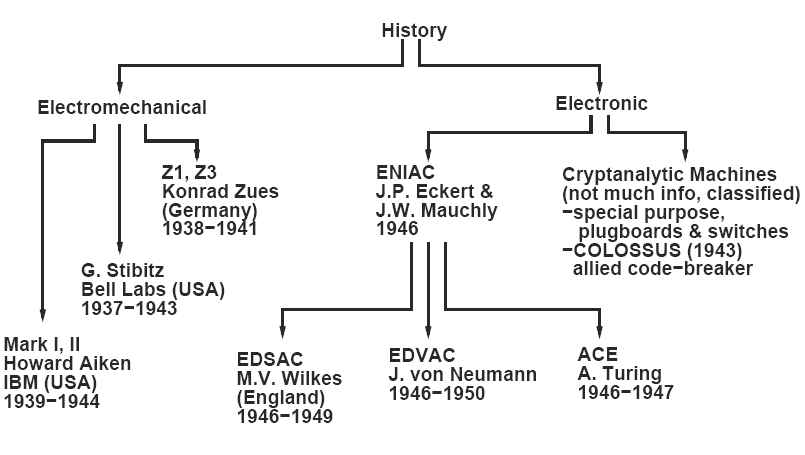 History
Electromechanical
Electronic
Z1, Z3
Konrad Zues
(Germany)
1938−1941
ENIAC
J.P. Eckert &
J.W. Mauchly
1946
Cryptanalytic Machines
(not much info, classified)
−special purpose,
plugboards & switches
−COLOSSUS (1943)
allied code−breaker
G. Stibitz
Bell Labs (USA)
1937−1943
Mark I, II
Howard Aiken
IBM (USA)
1939−1944
EDSAC
M.V. Wilkes
(England)
1946−1949
EDVAC
J. von Neumann
1946−1950
ACE
A. Turing
1946−1947